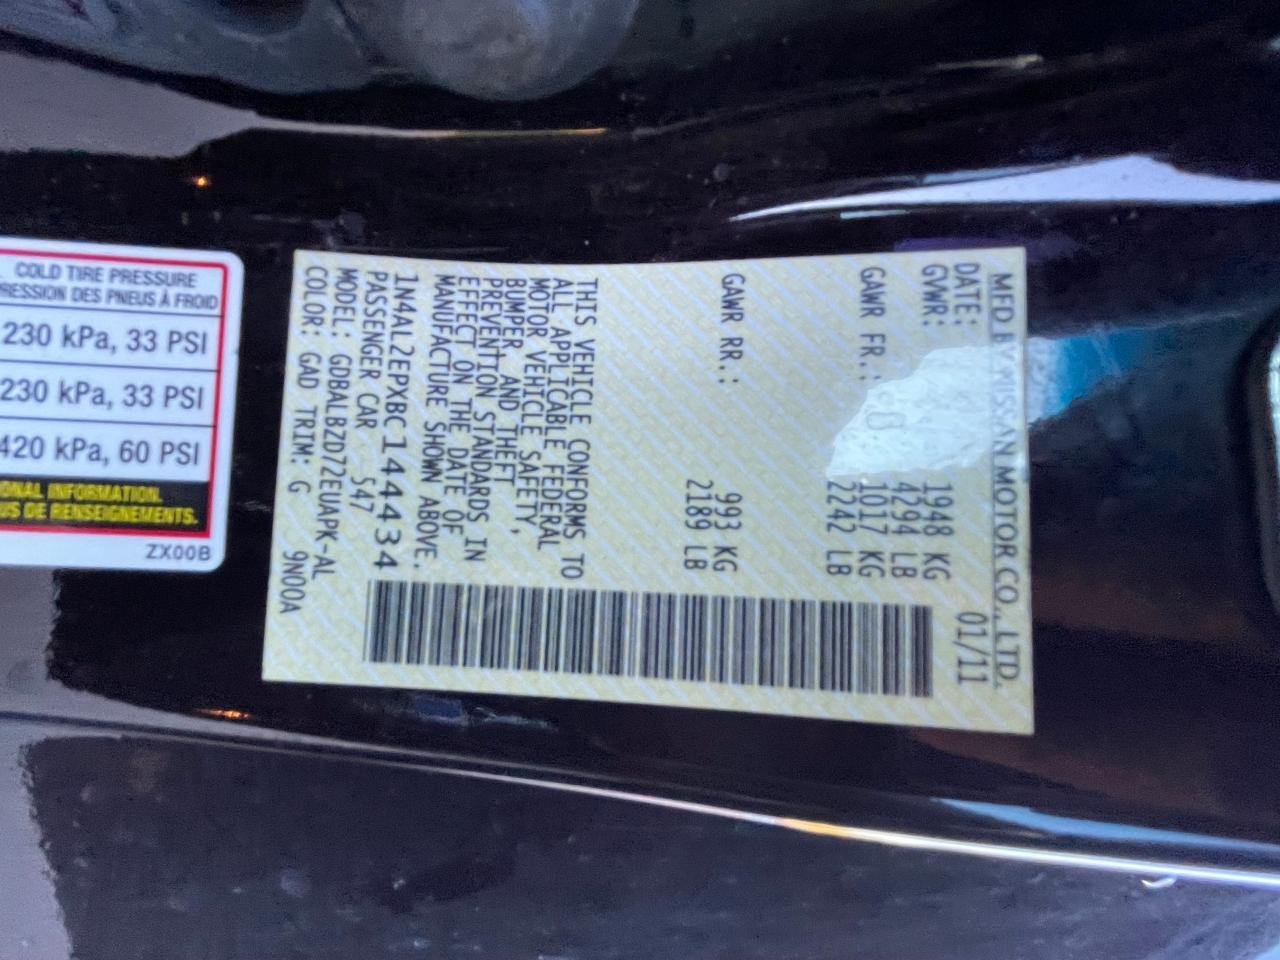 COLD TIRE PRESSURE
RESSION DES PNEUS À FROID
230 kPa, 33 PSI
230 kPa, 33 PSI
420 kPa, 60 PSI
ONAL INFORMATION.
US DE RENSEIGNEMENTS.
ZX00B
MFD BY NISSAN MOTOR CO., LTD.
DATE: 01/11
GVWR: 1948 KG
4294 LB
GAWR FR.: 1017 KG
2242 LB
GAWR RR.: 993 KG
2189 LB
THIS VEHICLE CONFORMS TO
ALL APPLICABLE FEDERAL
MOTOR VEHICLE SAFETY,
BUMPER, AND THEFT
PREVENTION STANDARDS IN
EFFECT ON THE DATE OF
MANUFACTURE SHOWN ABOVE.
1N4AL2EPXBC144434
PASSENGER CAR 547
MODEL: GDBALBZD72EUAPK-AL
COLOR: GAD TRIM: G 9N00A